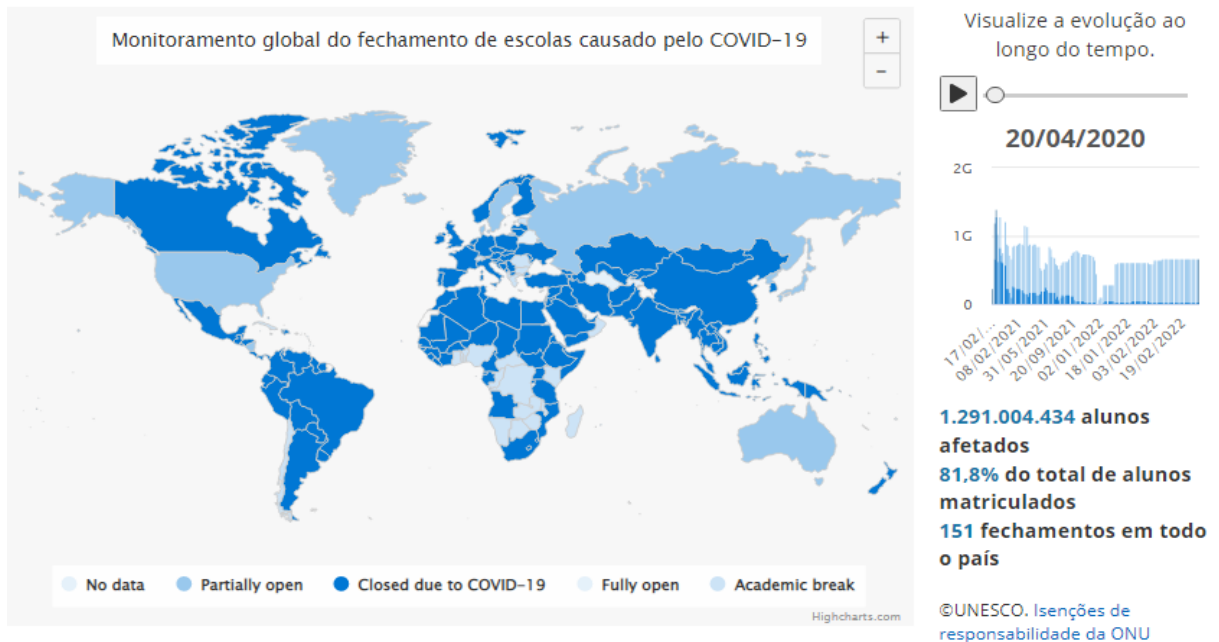 Monitoramento global do fechamento de escolas causado pelo COVID-19
+
−
No data
Partially open
Closed due to COVID-19
Fully open
Academic break
Highcharts.com
Visualize a evolução ao
longo do tempo.
20/04/2020
2G
1G
0
17/02/...
08/02/2021
31/05/2021
20/09/2021
02/01/2022
18/01/2022
03/02/2022
19/02/2022
1.291.004.434 alunos
afetados
81,8% do total de alunos
matriculados
151 fechamentos em todo
o país
©UNESCO. Isenções de
responsabilidade da ONU